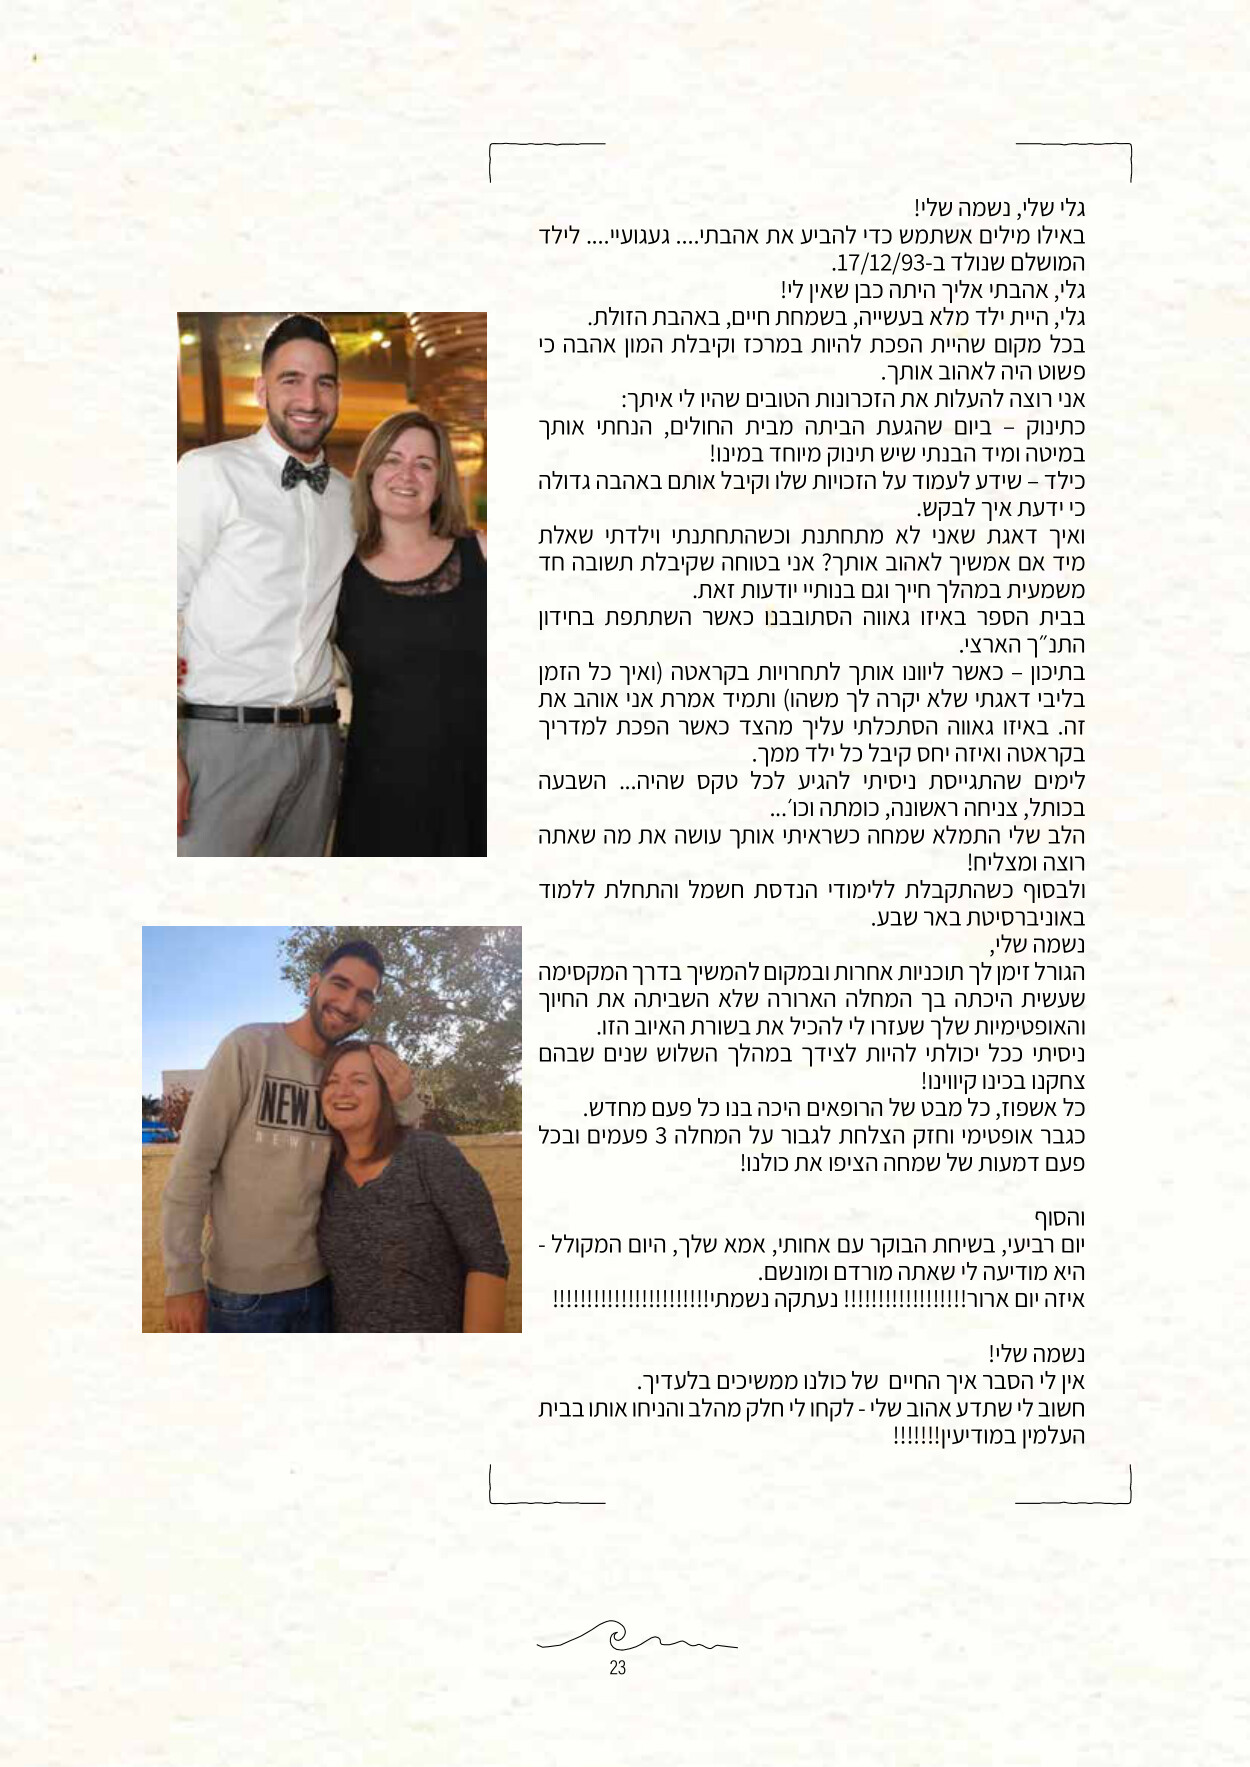 גלי שלי, נשמה שלי!
באילו מילים אשתמש כדי להביע את אהבתי.... געגועיי.... לילד
המושלם שנולד ב-17/12/93.
גלי, אהבתי אליך היתה כבן שאין לי!
גלי, היית ילד מלא בעשייה, בשמחת חיים, באהבת הזולת.
בכל מקום שהיית הפכת להיות במרכז וקיבלת המון אהבה כי
פשוט היה לאהוב אותך.
אני רוצה להעלות את הזכרונות הטובים שהיו לי איתך:
כתינוק – ביום שהגעת הביתה מבית החולים, הנחתי אותך
במיטה ומיד הבנתי שיש תינוק מיוחד במינו!
כילד – שידע לעמוד על הזכויות שלו וקיבל אותם באהבה גדולה
כי ידעת איך לבקש.
ואיך דאגת שאני לא מתחתנת וכשהתחתנתי וילדתי שאלת
מיד אם אמשיך לאהוב אותך? אני בטוחה שקיבלת תשובה חד
משמעית במהלך חייך וגם בנותיי יודעות זאת.
בבית הספר באיזו גאווה הסתובבנו כאשר השתתפת בחידון
התנ״ך הארצי.
בתיכון – כאשר ליוונו אותך לתחרויות בקראטה (ואיך כל הזמן
בליבי דאגתי שלא יקרה לך משהו) ותמיד אמרת אני אוהב את
זה. באיזו גאווה הסתכלתי עליך מהצד כאשר הפכת למדריך
בקראטה ואיזה יחס קיבל כל ילד ממך.
לימים שהתגייסת ניסיתי להגיע לכל טקס שהיה... השבעה
בכותל, צניחה ראשונה, כומתה וכו׳...
הלב שלי התמלא שמחה כשראיתי אותך עושה את מה שאתה
רוצה ומצליח!
ולבסוף כשהתקבלת ללימודי הנדסת חשמל והתחלת ללמוד
באוניברסיטת באר שבע.
נשמה שלי,
הגורל זימן לך תוכניות אחרות ובמקום להמשיך בדרך המקסימה
שעשית היכתה בך המחלה הארורה שלא השביתה את החיוך
והאופטימיות שלך שעזרו לי להכיל את בשורת האיוב הזו.
ניסיתי ככל יכולתי להיות לצידך במהלך השלוש שנים שבהם
צחקנו בכינו קיווינו!
כל אשפוז, כל מבט של הרופאים היכה בנו כל פעם מחדש.
כגבר אופטימי וחזק הצלחת לגבור על המחלה 3 פעמים ובכל
פעם דמעות של שמחה הציפו את כולנו!
והסוף
יום רביעי, בשיחת הבוקר עם אחותי, אמא שלך, היום המקולל -
היא מודיעה לי שאתה מורדם ומונשם.
איזה יום ארור!!!!!!!!!!!!!!!!!! נעתקה נשמתי!!!!!!!!!!!!!!!!!!!!!!!
נשמה שלי!
אין לי הסבר איך החיים של כולנו ממשיכים בלעדיך.
חשוב לי שתדע אהוב שלי - לקחו לי חלק מהלב והניחו אותו בבית
העלמין במודיעין!!!!!!!
NEW
23